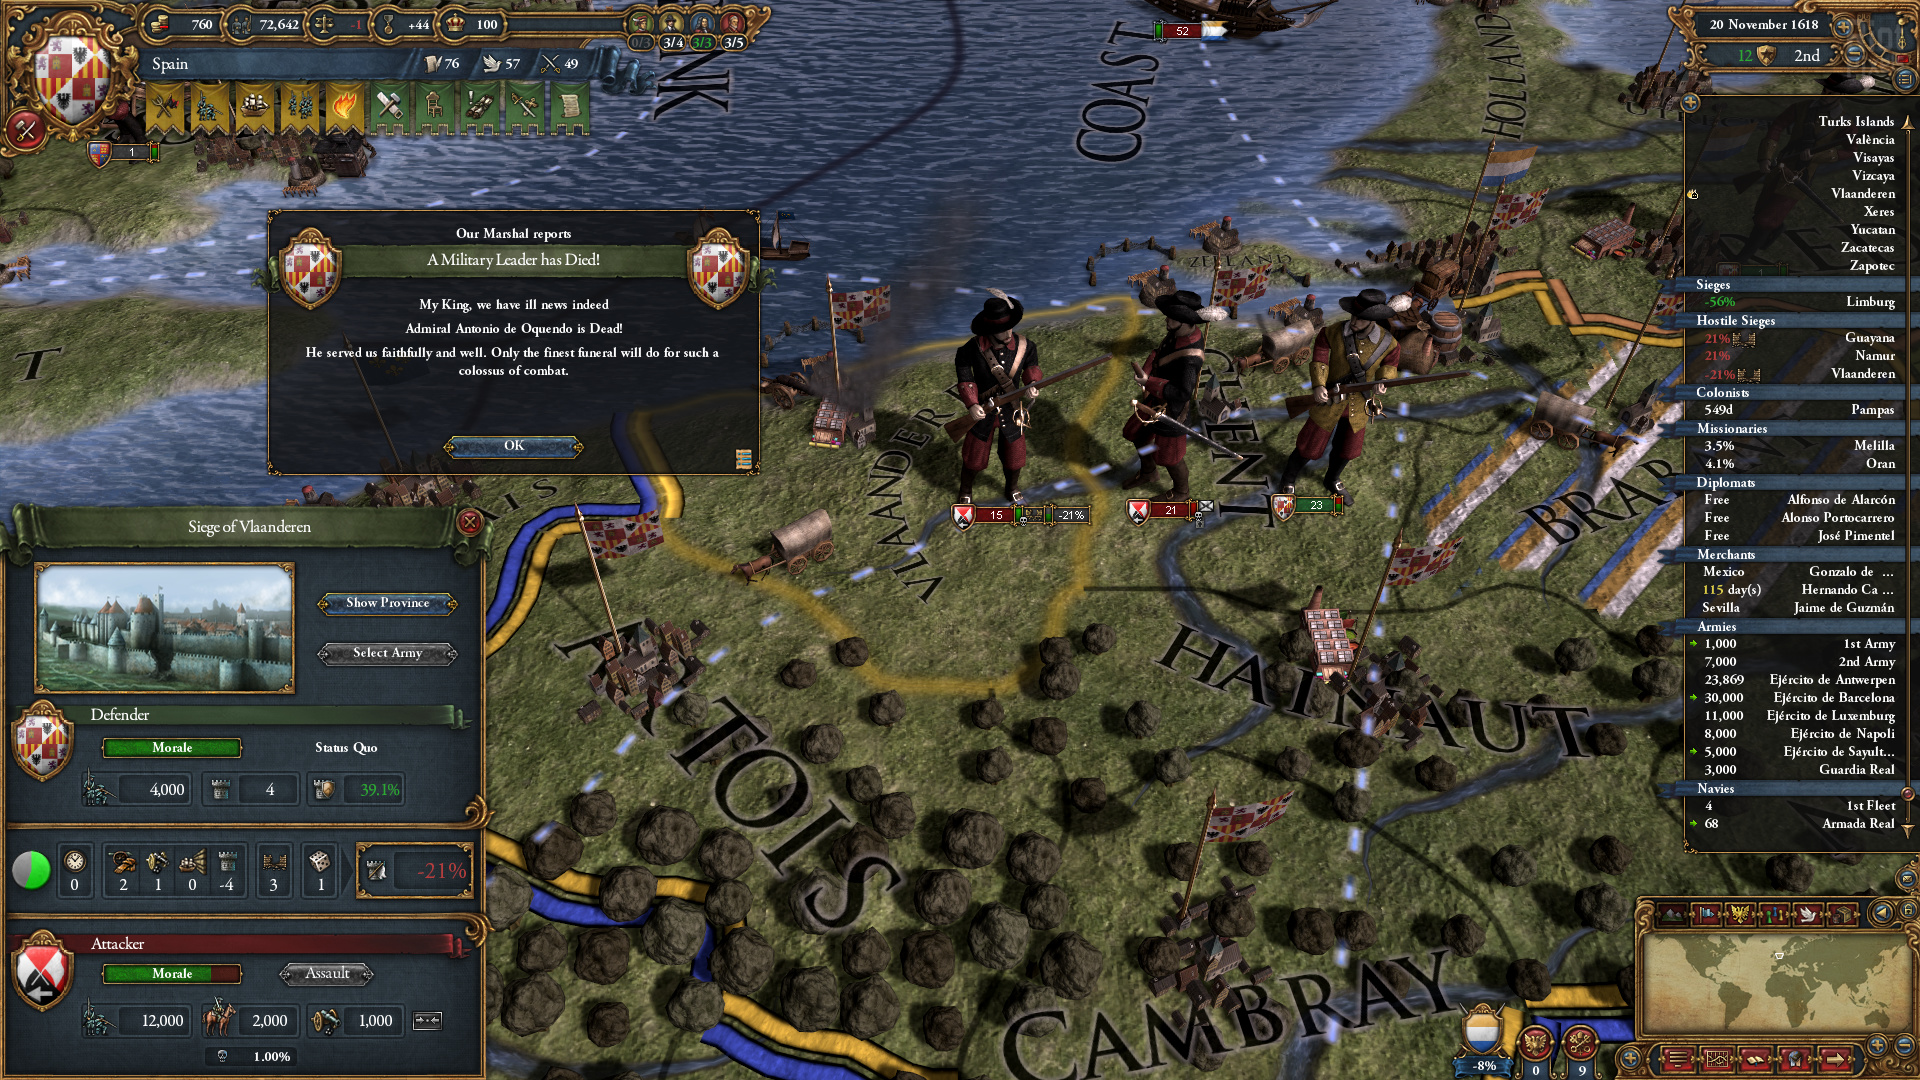 760
72,642
-1
+44
100
0/3
3/4
3/3
3/5
Spain
76
57
49
1
52
20 November 1618
12
2nd
COAST
HOLLAND
ZEELAND
VLAANDEREN
GHENT
ARTOIS
HAINAUT
CAMBRAY
Our Marshal reports
A Military Leader has Died!
My King, we have ill news indeed
Admiral Antonio de Oquendo is Dead!
He served us faithfully and well. Only the finest funeral will do for such a
colossus of combat.
OK
15
-21%
21
23
Siege of Vlaanderen
Show Province
Select Army
Defender
Morale
Status Quo
4,000
4
39.1%
0
2
1
0
-4
3
1
-21%
Attacker
Morale
Assault
12,000
2,000
1,000
1.00%
Turks Islands
València
Visayas
Vizcaya
Vlaanderen
Xeres
Yucatan
Zacatecas
Zapotec
Sieges
-56% Limburg
Hostile Sieges
21% Guayana
21% Namur
-21% Vlaanderen
Colonists
549d Pampas
Missionaries
3.5% Melilla
4.1% Oran
Diplomats
Free Alfonso de Alarcón
Free Alonso Portocarrero
Free José Pimentel
Merchants
Mexico Gonzalo de ...
115 day(s) Hernando Ca ...
Sevilla Jaime de Guzmán
Armies
1,000 1st Army
7,000 2nd Army
23,869 Ejército de Antwerpen
30,000 Ejército de Barcelona
11,000 Ejército de Luxemburg
8,000 Ejército de Napoli
5,000 Ejército de Sayult...
3,000 Guardia Real
Navies
4 1st Fleet
68 Armada Real
-8%
0
9